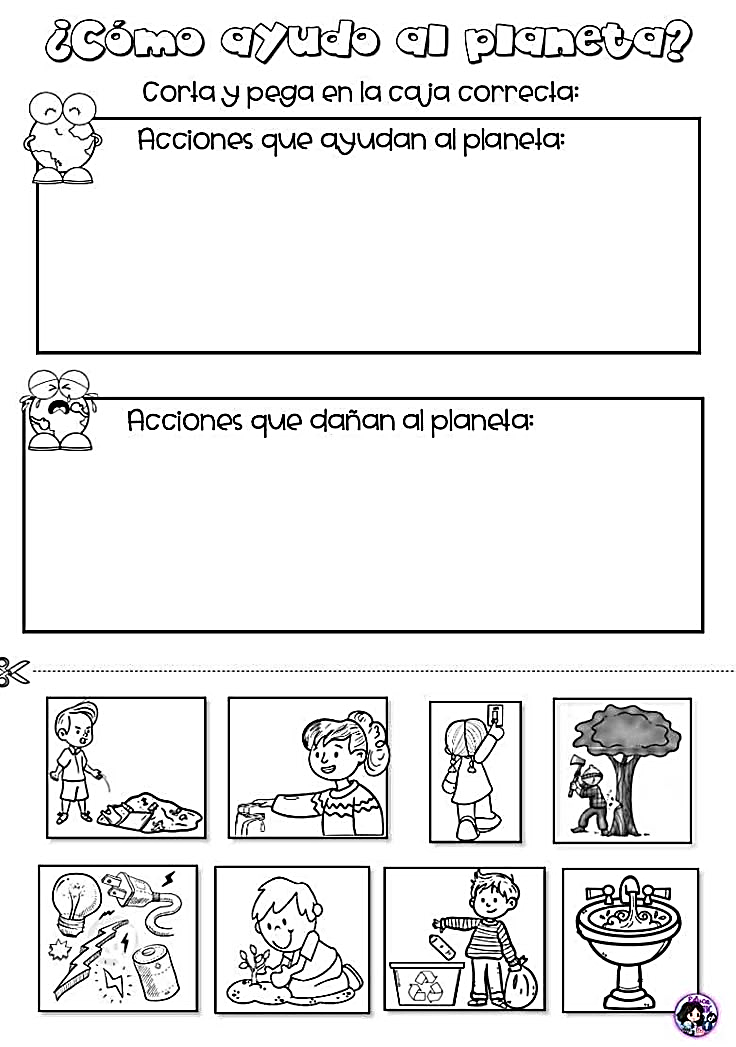 ¿Cómo ayudo al planeta?
Corta y pega en la caja correcta:
Acciones que ayudan al planeta:
Acciones que dañan al planeta: